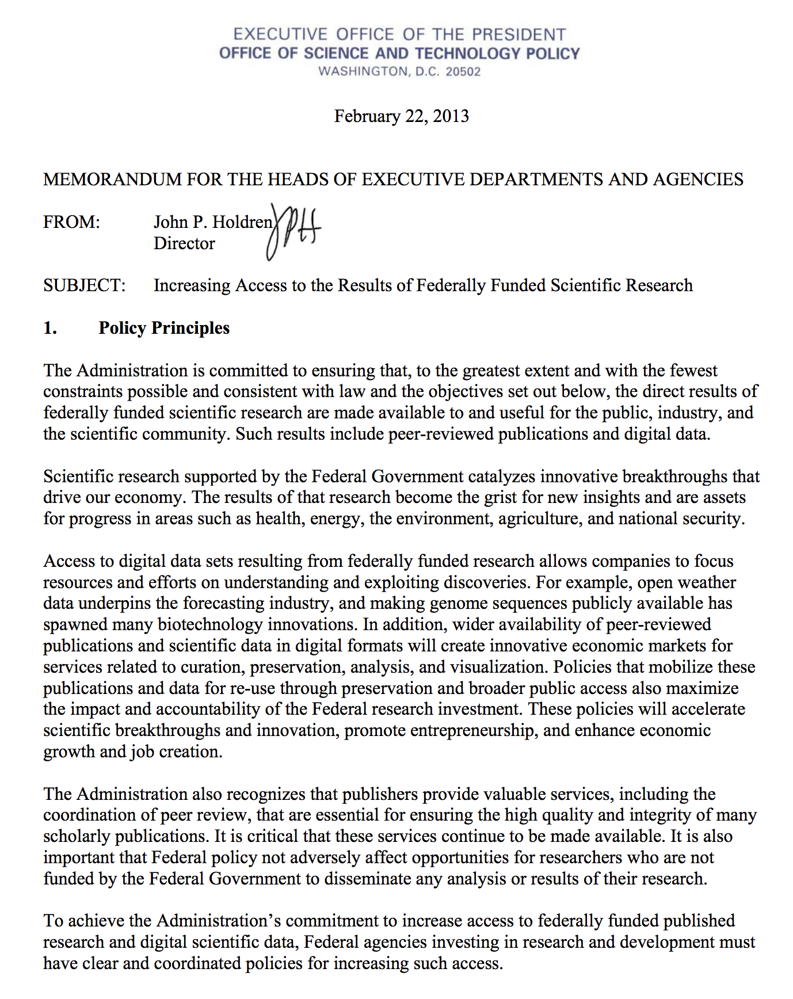 EXECUTIVE OFFICE OF THE PRESIDENT
OFFICE OF SCIENCE AND TECHNOLOGY POLICY
WASHINGTON, D.C. 20502
February 22, 2013
MEMORANDUM FOR THE HEADS OF EXECUTIVE DEPARTMENTS AND AGENCIES
FROM: John P. Holdren JPH
Director
SUBJECT: Increasing Access to the Results of Federally Funded Scientific Research
1. Policy Principles
The Administration is committed to ensuring that, to the greatest extent and with the fewest
constraints possible and consistent with law and the objectives set out below, the direct results of
federally funded scientific research are made available to and useful for the public, industry, and
the scientific community. Such results include peer-reviewed publications and digital data.
Scientific research supported by the Federal Government catalyzes innovative breakthroughs that
drive our economy. The results of that research become the grist for new insights and are assets
for progress in areas such as health, energy, the environment, agriculture, and national security.
Access to digital data sets resulting from federally funded research allows companies to focus
resources and efforts on understanding and exploiting discoveries. For example, open weather
data underpins the forecasting industry, and making genome sequences publicly available has
spawned many biotechnology innovations. In addition, wider availability of peer-reviewed
publications and scientific data in digital formats will create innovative economic markets for
services related to curation, preservation, analysis, and visualization. Policies that mobilize these
publications and data for re-use through preservation and broader public access also maximize
the impact and accountability of the Federal research investment. These policies will accelerate
scientific breakthroughs and innovation, promote entrepreneurship, and enhance economic
growth and job creation.
The Administration also recognizes that publishers provide valuable services, including the
coordination of peer review, that are essential for ensuring the high quality and integrity of many
scholarly publications. It is critical that these services continue to be made available. It is also
important that Federal policy not adversely affect opportunities for researchers who are not
funded by the Federal Government to disseminate any analysis or results of their research.
To achieve the Administration’s commitment to increase access to federally funded published
research and digital scientific data, Federal agencies investing in research and development must
have clear and coordinated policies for increasing such access.